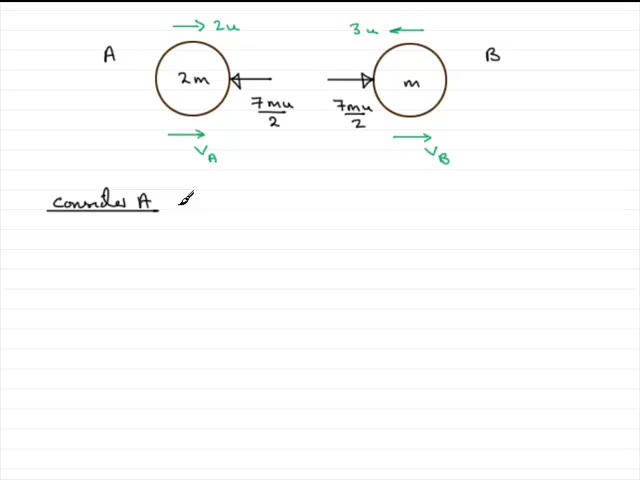 2u 3u
A 2m m B
7mu/2 7mu/2
VA VB
consider A